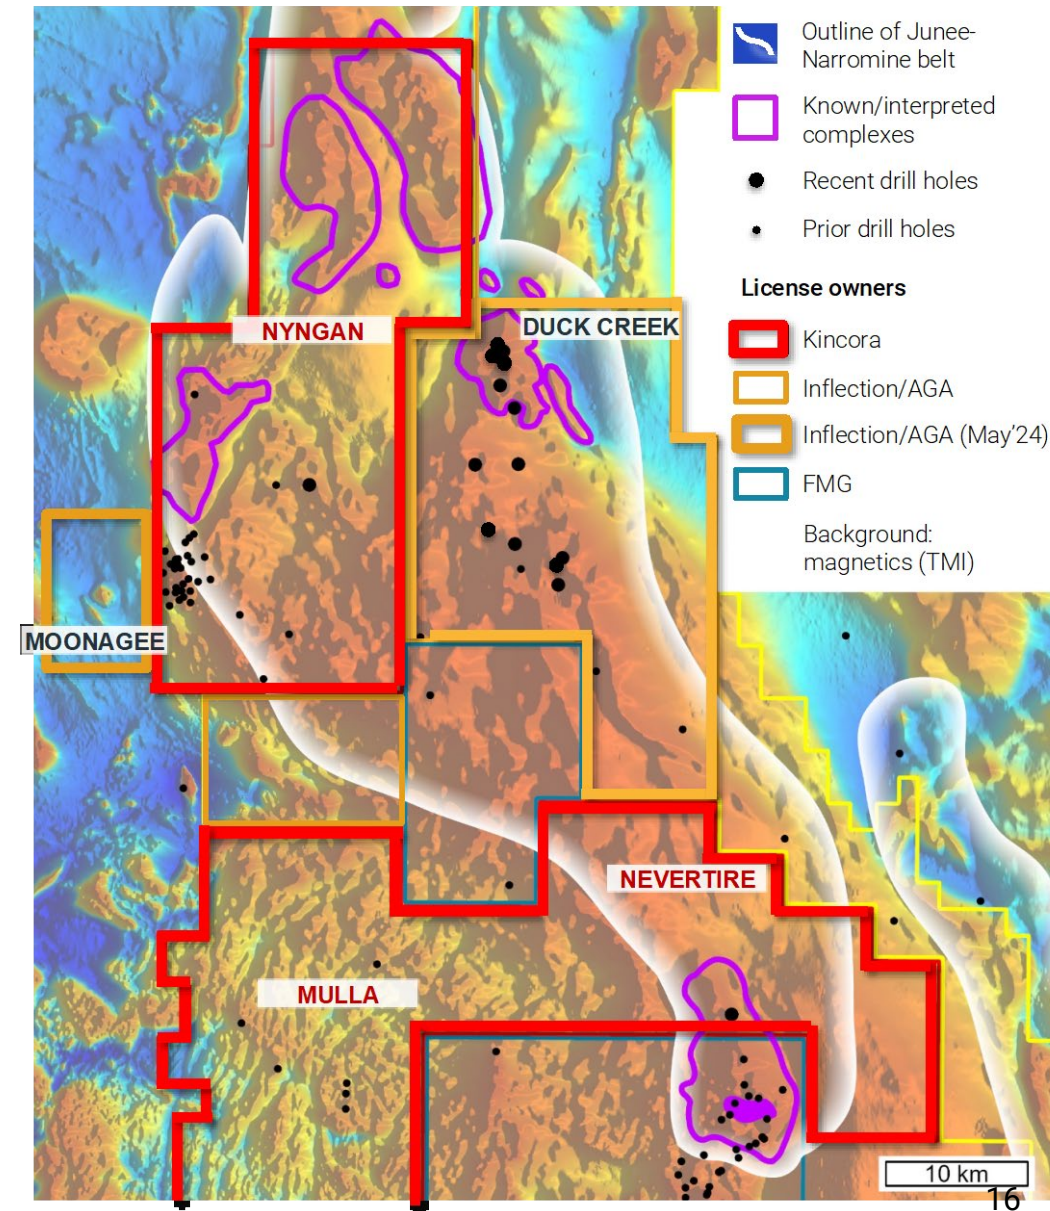 Outline of Junee-
Narromine belt
Known/interpreted
complexes
Recent drill holes
Prior drill holes
License owners
Kincora
Inflection/AGA
Inflection/AGA (May'24)
FMG
Background:
magnetics (TMI)
NYNGAN
DUCK CREEK
MOONAGEE
NEVERTIRE
MULLA
10 km
16